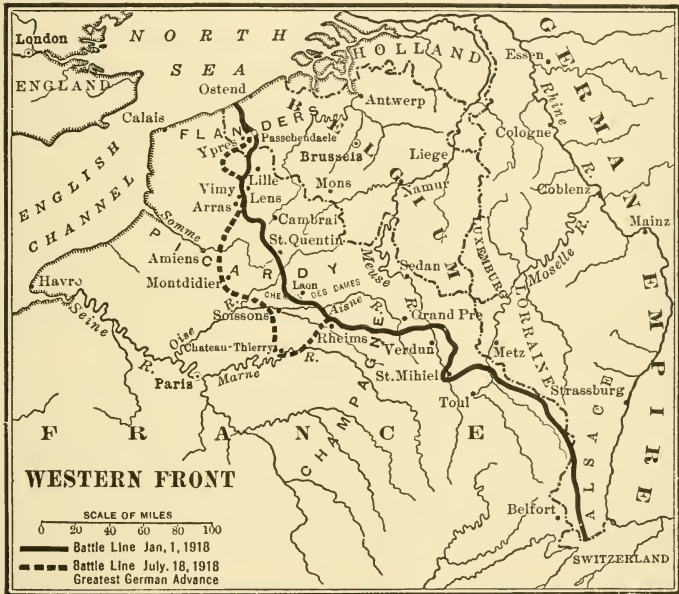 London
NORTH
SEA
ENGLAND
HOLLAND
GERMAN
EMPIRE
Essen
Rhine
R.
Ostend
Antwerp
Calais
FLANDERS
Passchendaele
Ypres
BELGIUM
Brussels
Cologne
Liege
Lille
Mons
Namur
Coblenz
Vimy
Lens
Arras
ENGLISH
CHANNEL
Cambrai
Mainz
Somme
St.Quentin
PICARDY
Amiens
Montdidier
Laon
CHEMIN DES DAMES
Meuse
R.
Sedan
LUXEMBURG
Moselle R.
LORRAINE
Havre
Seine
R.
Oise
R.
Soissons
Aisne
R.
Grand Pre
Rheims
Chateau-Thierry
R.
Verdun
Metz
Paris
Marne
St.Mihiel
Strassburg
CHAMPAGNE
Toul
ALSACE
FRANCE
Belfort
SWITZERLAND
WESTERN FRONT
SCALE OF MILES
0 20 60 100
Battle Line Jan, 1, 1918
Battle Line July. 18, 1918
Greatest German Advance